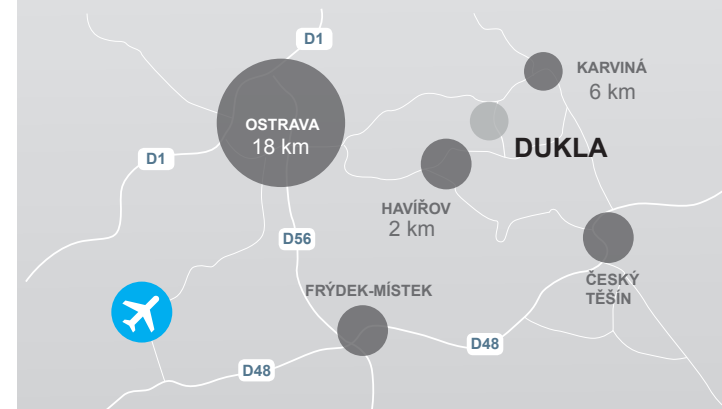 D1
KARVINÁ
6 km
OSTRAVA
18 km
DUKLA
D1
HAVÍŘOV
2 km
D56
ČESKÝ
TĚŠÍN
FRÝDEK-MÍSTEK
D48
D48